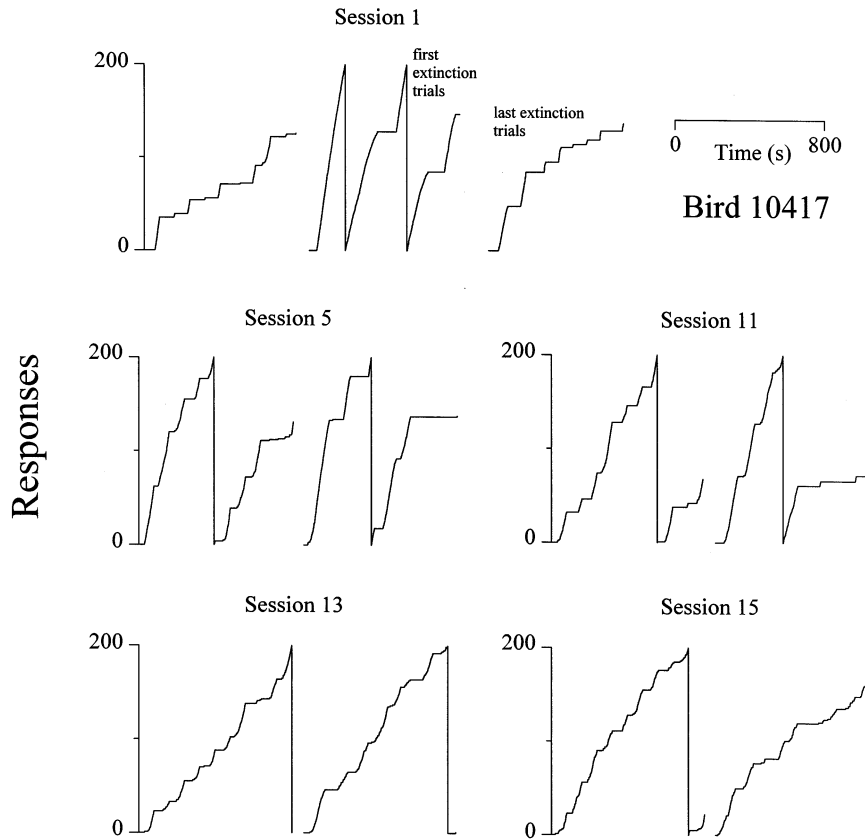 Session 1
200
0
first
extinction
trials
last extinction
trials
0 800
Time (s)
Bird 10417
Responses
Session 5
200
0
Session 11
200
0
Session 13
200
0
Session 15
200
0